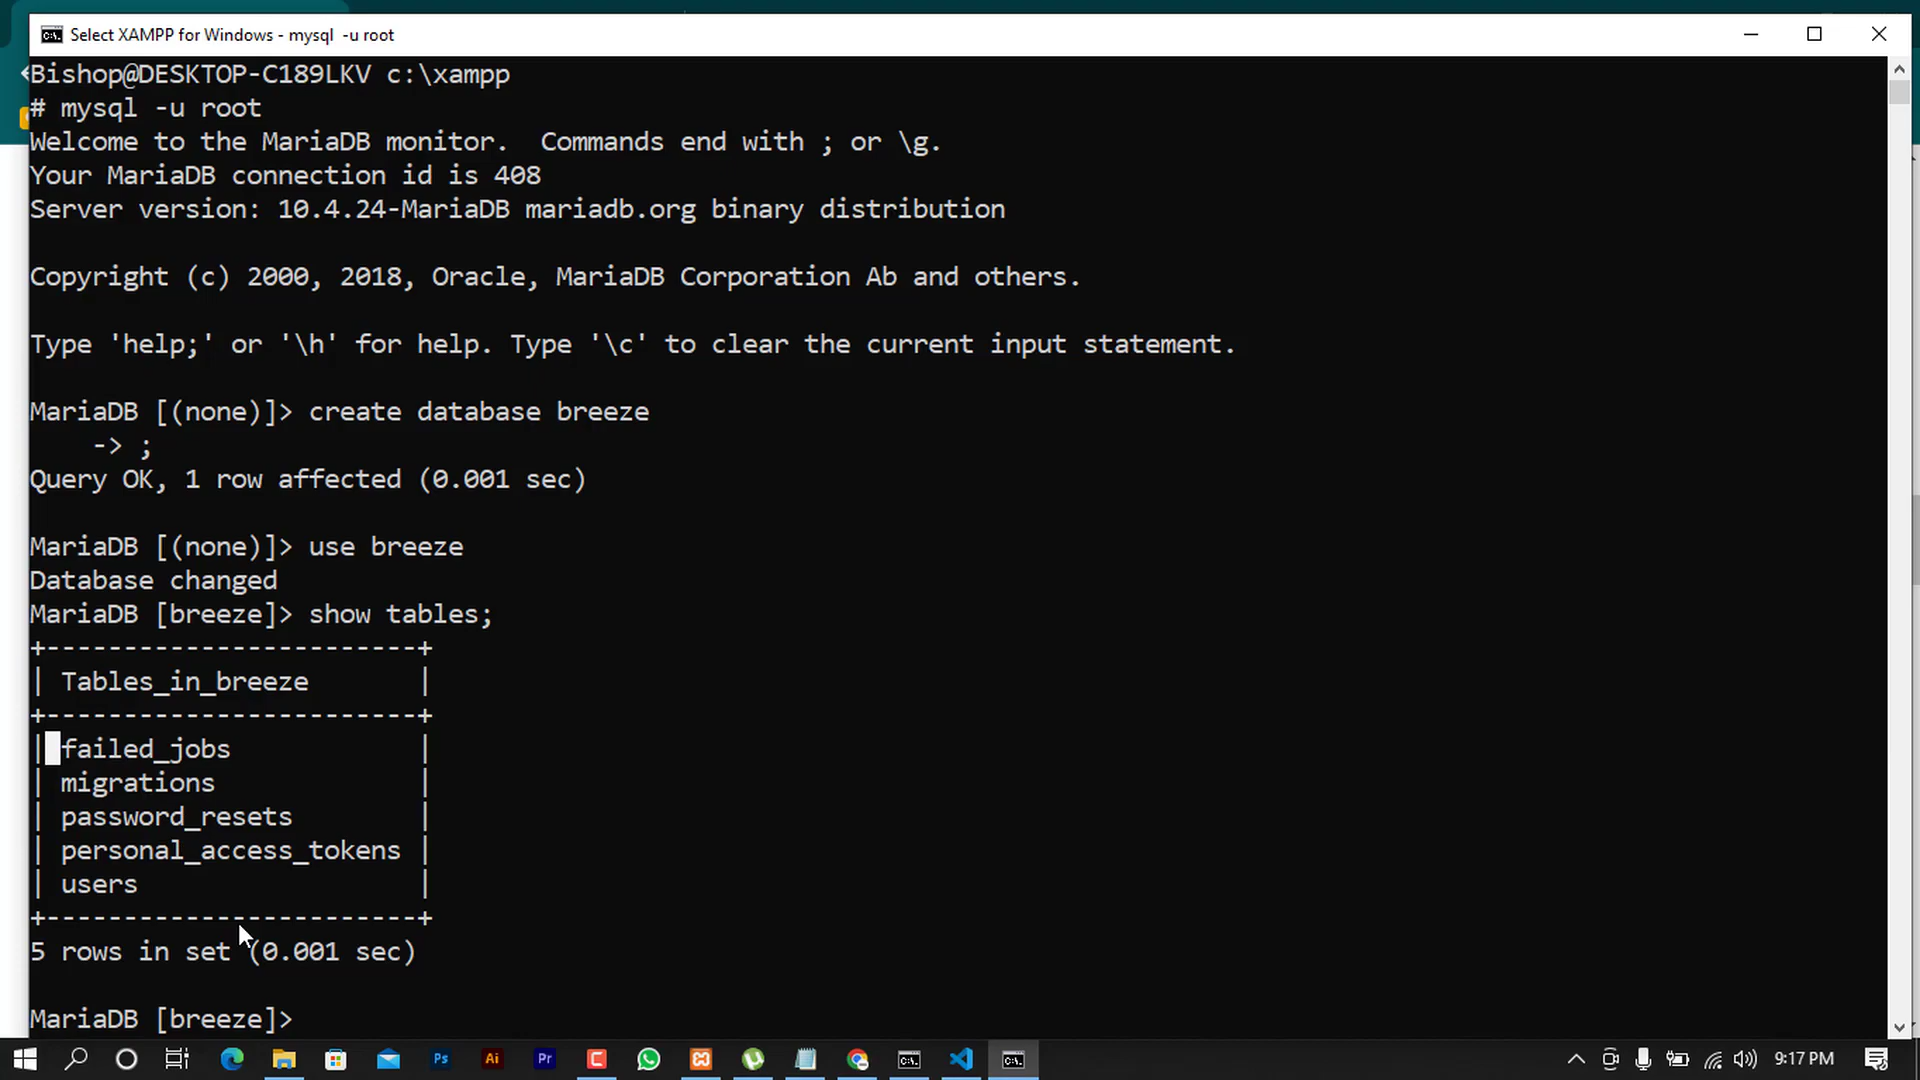 Select XAMPP for Windows - mysql  -u root
Bishop@DESKTOP-C189LKV c:\xampp
# mysql -u root
Welcome to the MariaDB monitor.  Commands end with ; or \g.
Your MariaDB connection id is 408
Server version: 10.4.24-MariaDB mariadb.org binary distribution
Copyright (c) 2000, 2018, Oracle, MariaDB Corporation Ab and others.
Type 'help;' or '\h' for help. Type '\c' to clear the current input statement.
MariaDB [(none)]> create database breeze
    -> ;
Query OK, 1 row affected (0.001 sec)
MariaDB [(none)]> use breeze
Database changed
MariaDB [breeze]> show tables;
+------------------------+
| Tables_in_breeze       |
+------------------------+
| failed_jobs            |
| migrations             |
| password_resets        |
| personal_access_tokens |
| users                  |
+------------------------+
5 rows in set (0.001 sec)
MariaDB [breeze]>
Ps Ai Pr C 9:17 PM